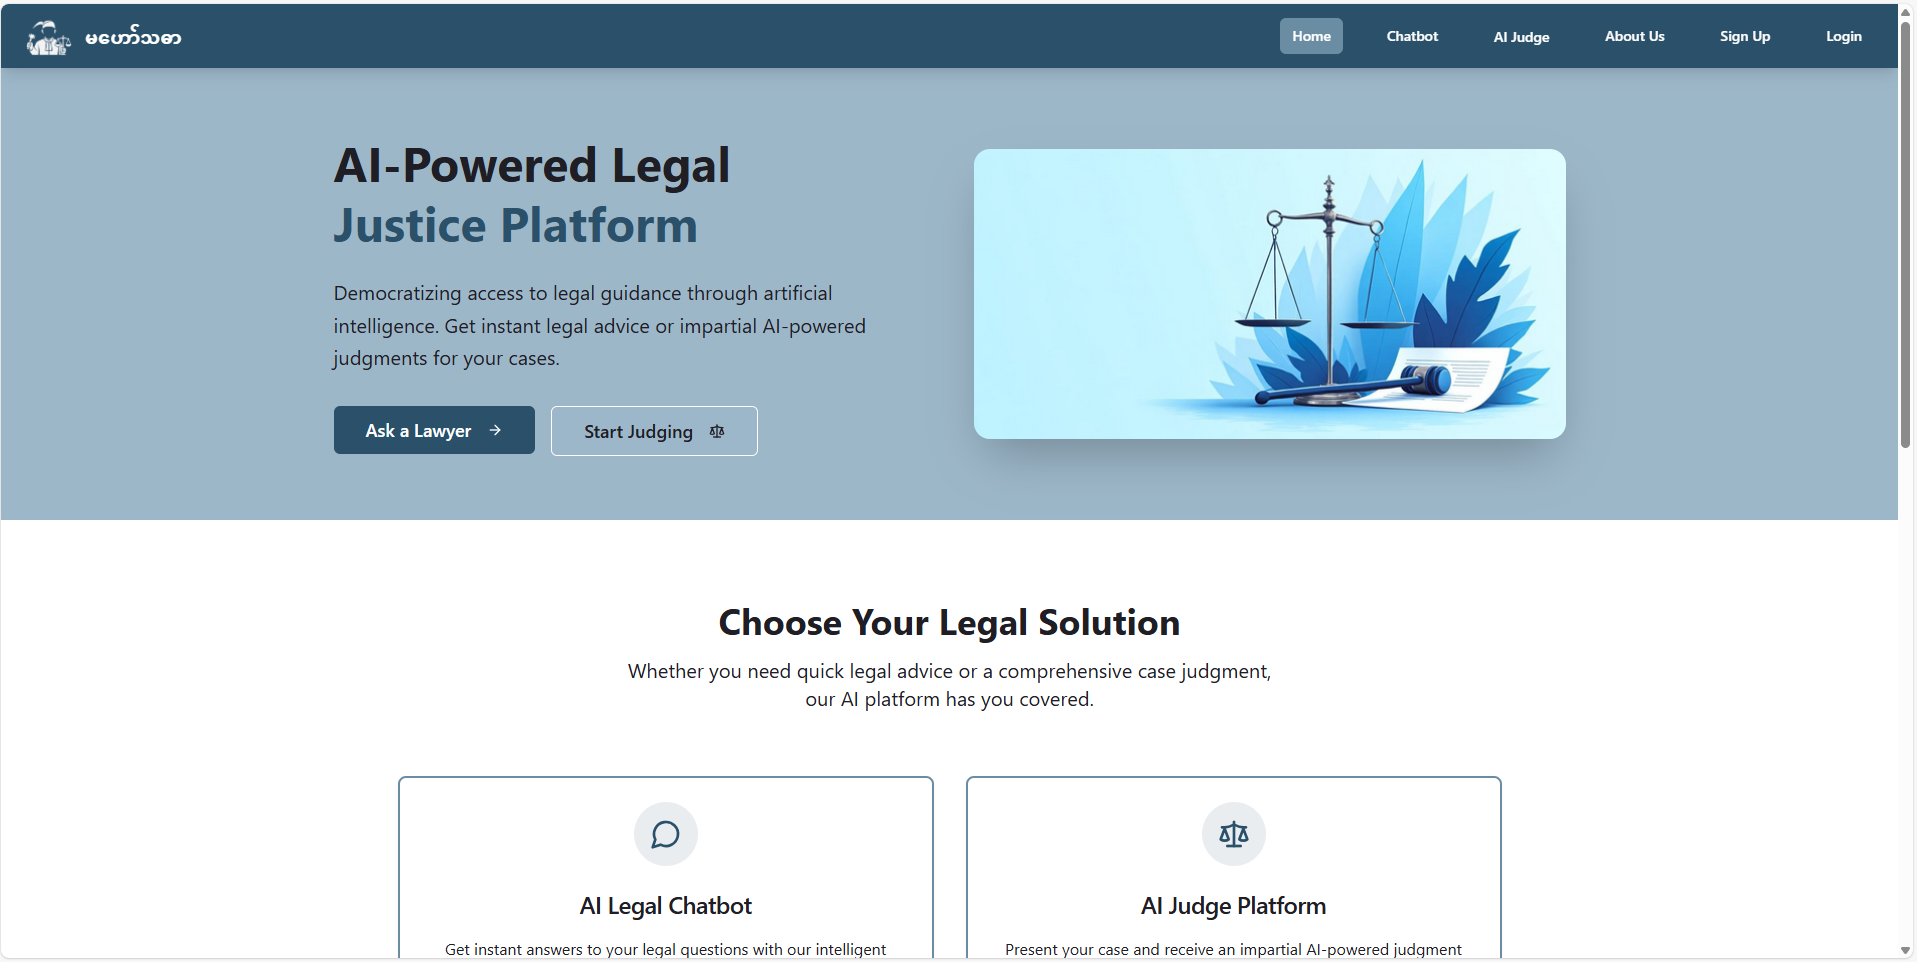 မဟော်သဓာ
Home
Chatbot
AI Judge
About Us
Sign Up
Login
AI-Powered Legal
Justice Platform
Democratizing access to legal guidance through artificial
intelligence. Get instant legal advice or impartial AI-powered
judgments for your cases.
Ask a Lawyer
Start Judging
Choose Your Legal Solution
Whether you need quick legal advice or a comprehensive case judgment,
our AI platform has you covered.
AI Legal Chatbot
Get instant answers to your legal questions with our intelligent
AI Judge Platform
Present your case and receive an impartial AI-powered judgment